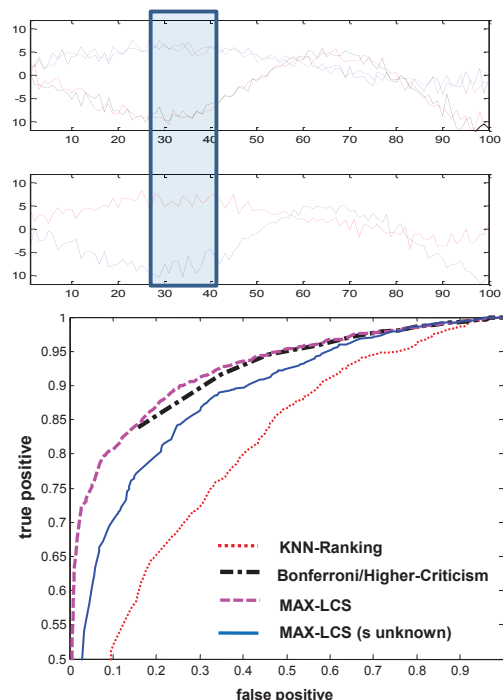 10
5
0
-5
-10
10 20 30 40 50 60 70 80 90 100
10
5
0
-5
-10
10 20 30 40 50 60 70 80 90 100
1
0.95
0.9
0.85
0.8
0.75
0.7
0.65
0.6
0.55
0.5
true positive
KNN-Ranking
Bonferroni/Higher-Criticism
MAX-LCS
MAX-LCS (s unknown)
0 0.1 0.2 0.3 0.4 0.5 0.6 0.7 0.8 0.9
false positive